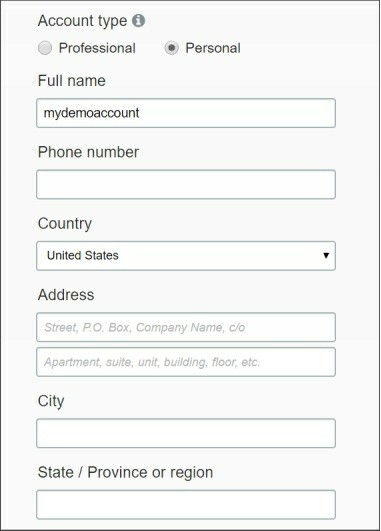 Account type
Professional Personal
Full name
mydemoaccount
Phone number
Country
United States
Address
Street, P.O. Box, Company Name, c/o
Apartment, suite, unit, building, floor, etc.
City
State / Province or region